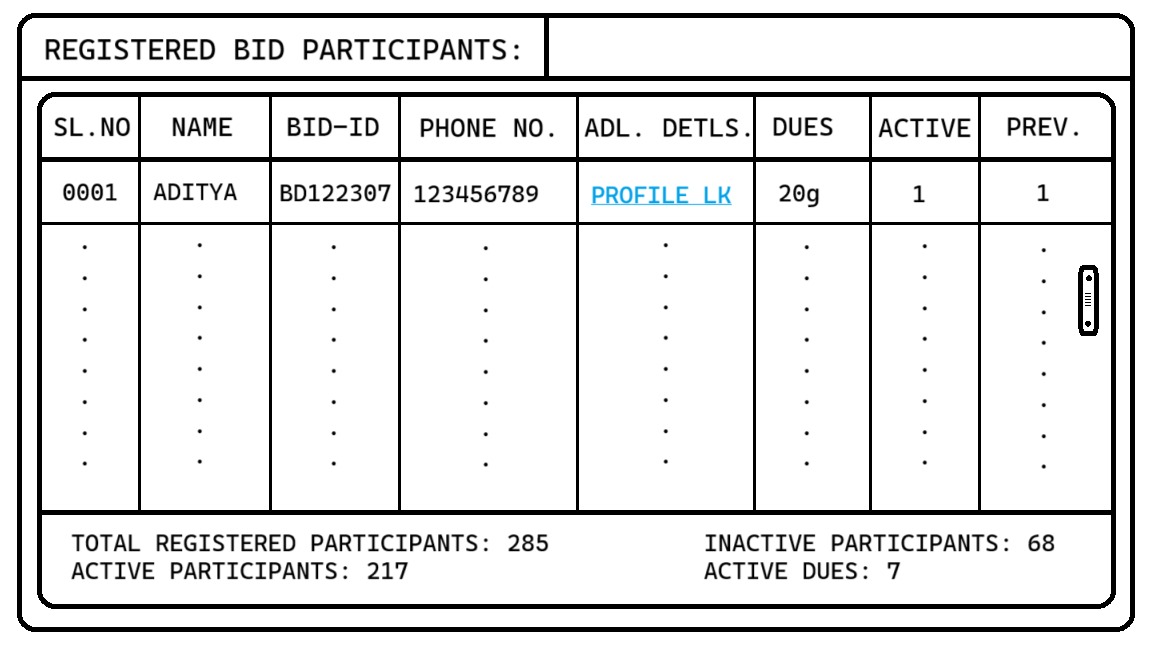 REGISTERED BID PARTICIPANTS:
SL.NO NAME BID-ID PHONE NO. ADL. DETLS. DUES ACTIVE PREV.
0001 ADITYA BD122307 123456789 PROFILE LK 20g 1 1
TOTAL REGISTERED PARTICIPANTS: 285 INACTIVE PARTICIPANTS: 68
ACTIVE PARTICIPANTS: 217 ACTIVE DUES: 7